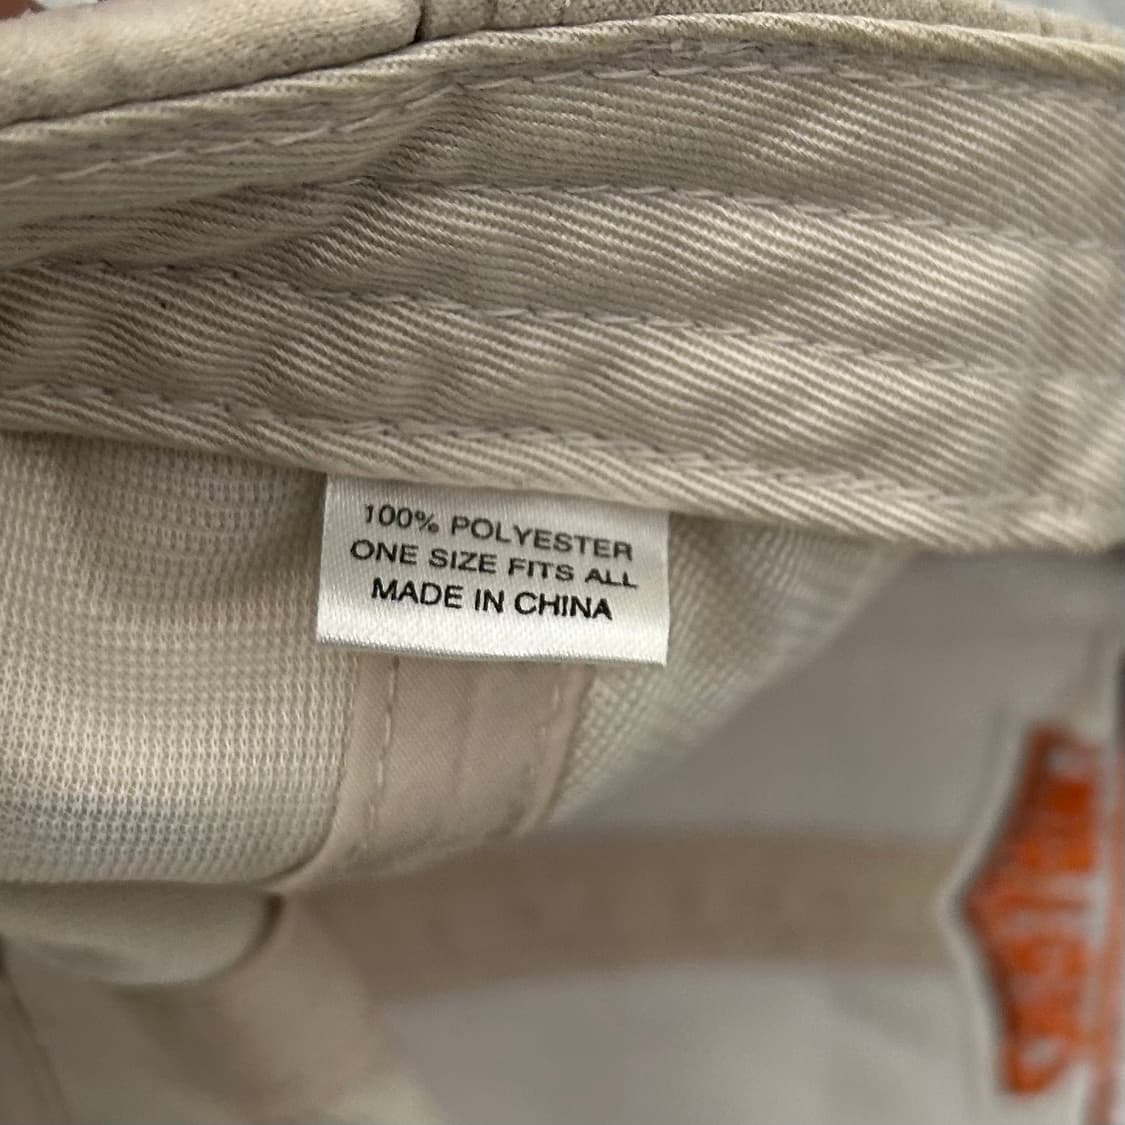 100% POLYESTER
ONE SIZE FITS ALL
MADE IN CHINA